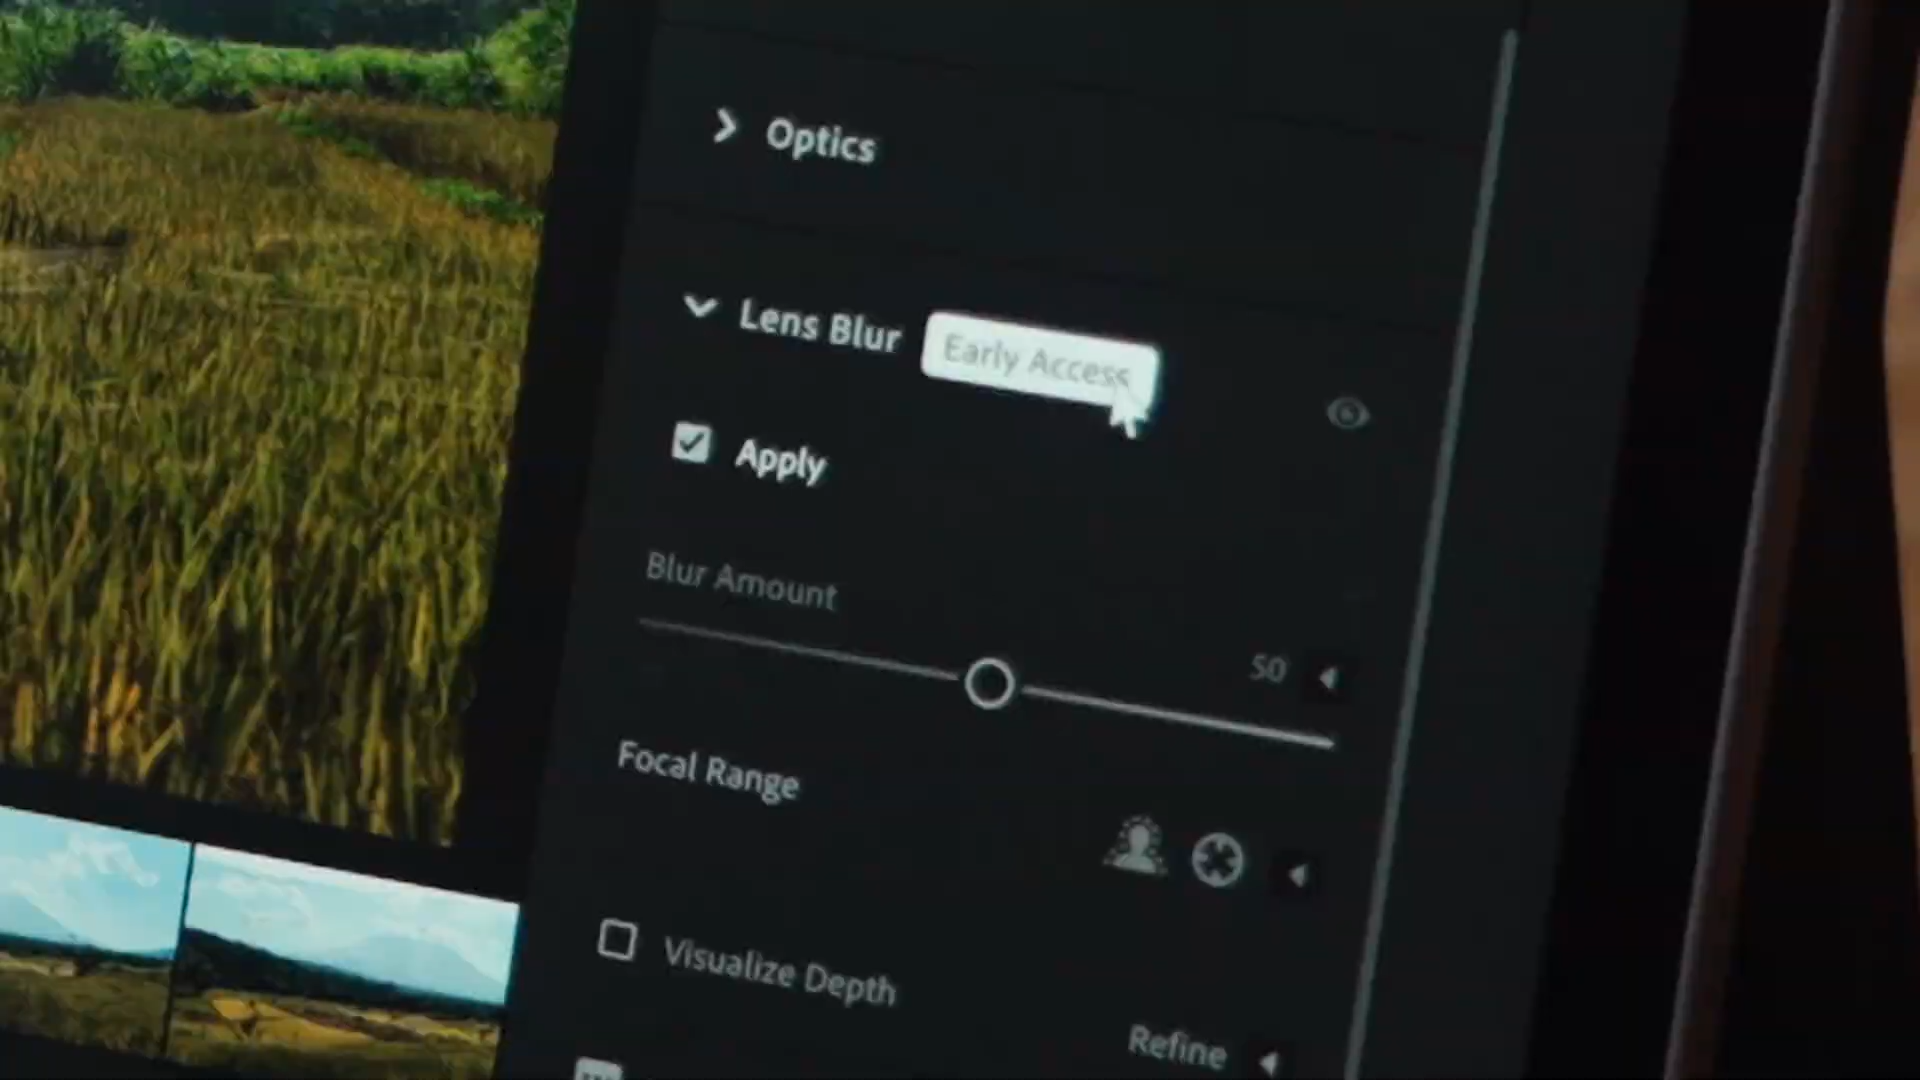 Optics
Lens Blur Early Access
Apply
Blur Amount
50
Focal Range
Visualize Depth
Refine